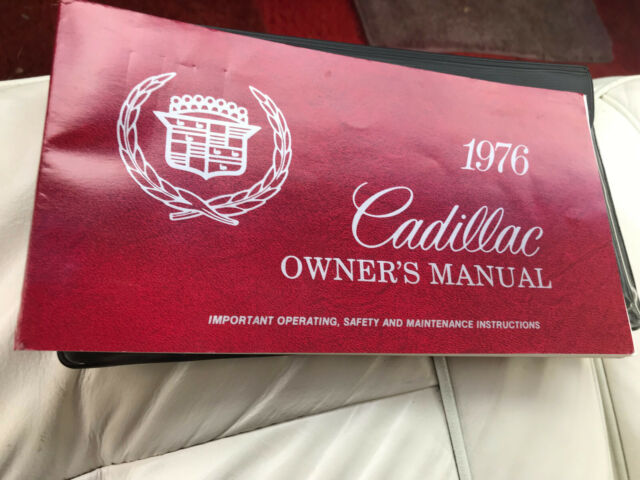 1976
Cadillac
OWNER'S MANUAL
IMPORTANT OPERATING, SAFETY AND MAINTENANCE INSTRUCTIONS